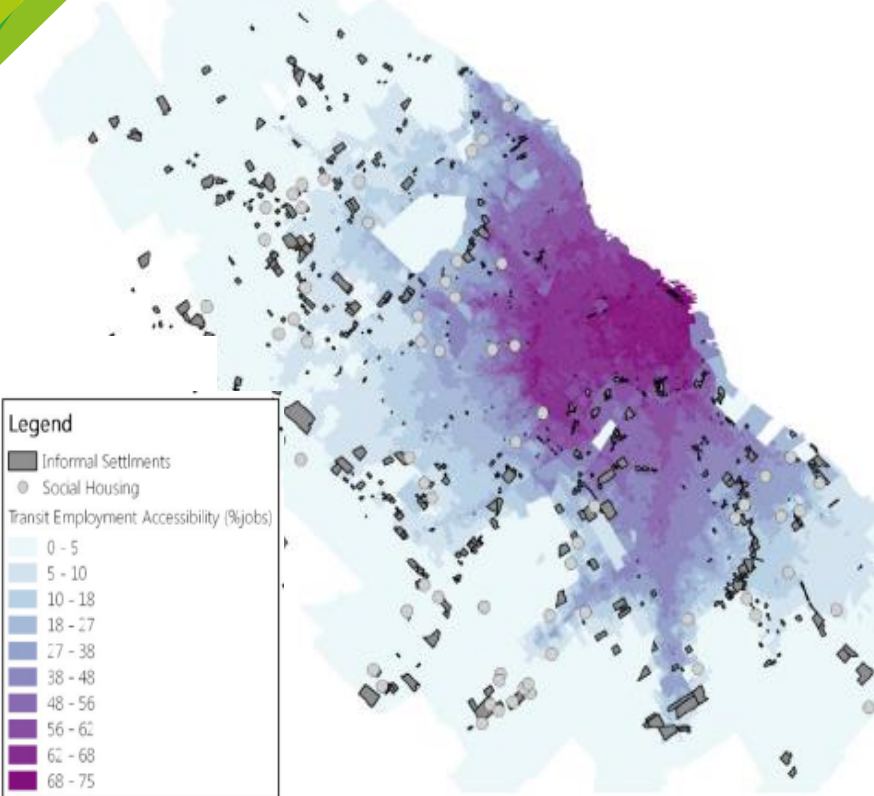 Legend
Informal Settlments
Social Housing
Transit Employment Accessibility (%jobs)
0 - 5
5 - 10
10 - 18
18 - 27
27 - 38
38 - 48
48 - 56
56 - 62
62 - 68
68 - 75